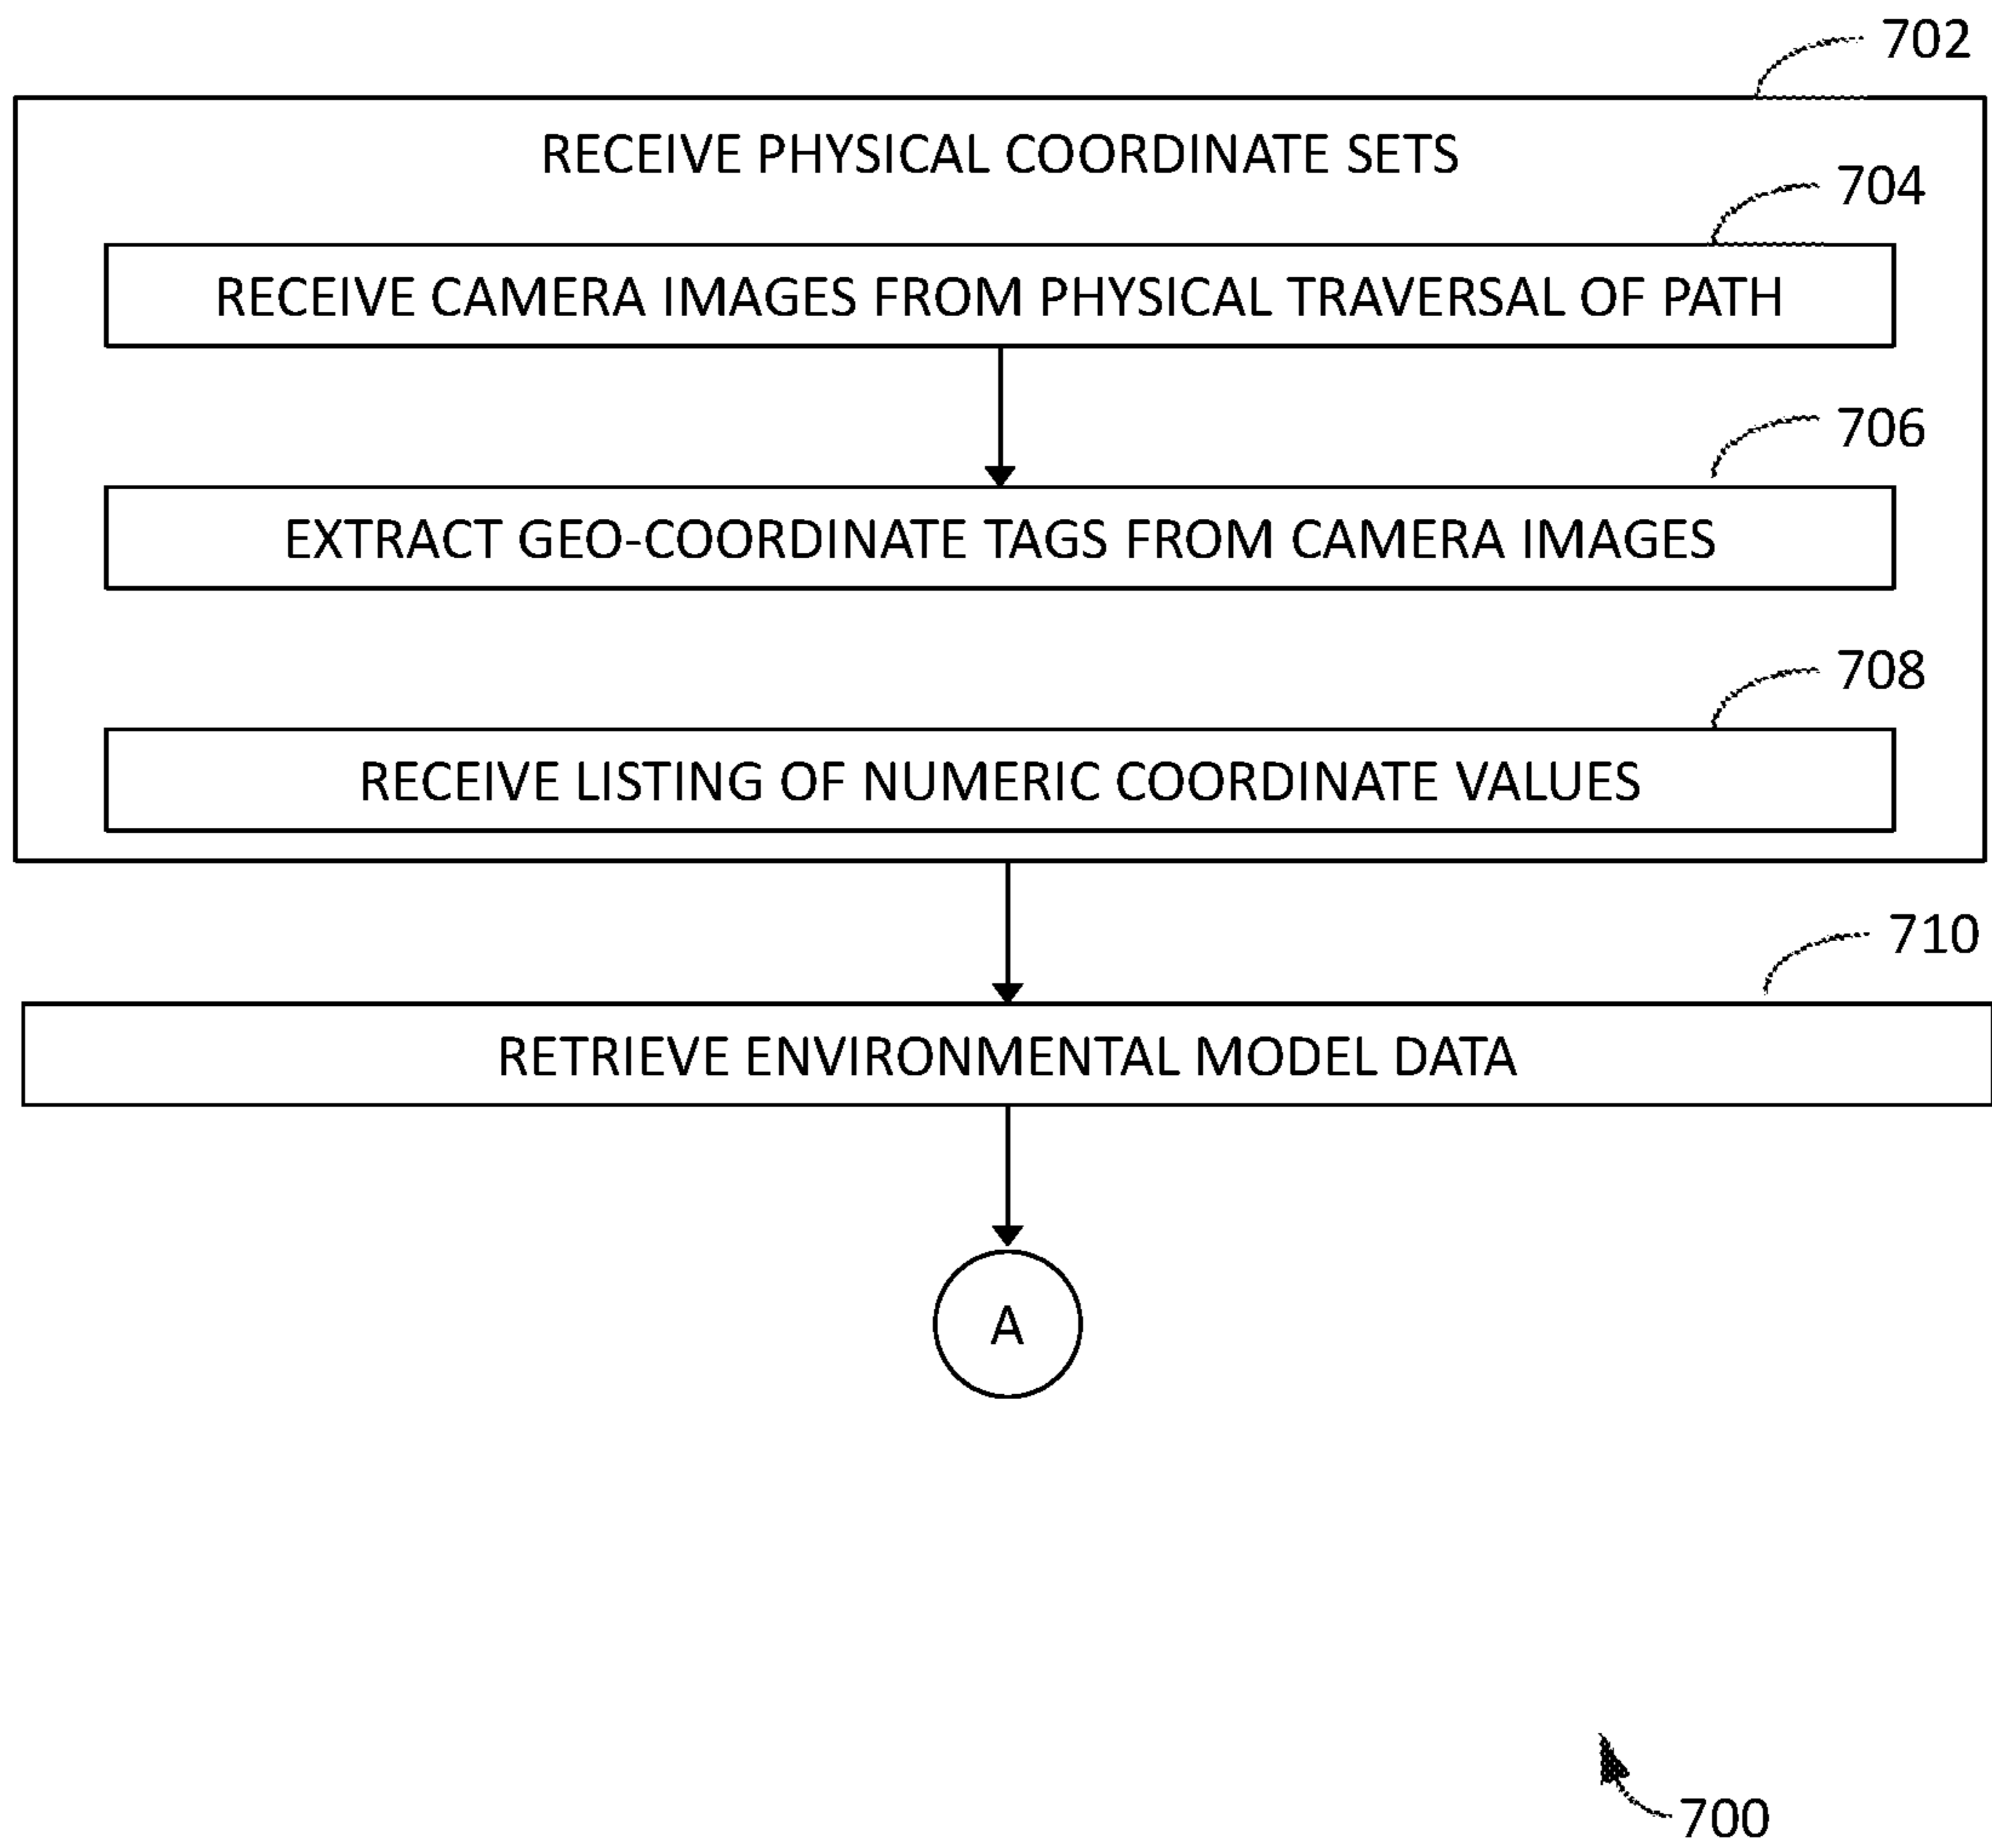 702
RECEIVE PHYSICAL COORDINATE SETS
704
RECEIVE CAMERA IMAGES FROM PHYSICAL TRAVERSAL OF PATH
706
EXTRACT GEO-COORDINATE TAGS FROM CAMERA IMAGES
708
RECEIVE LISTING OF NUMERIC COORDINATE VALUES
710
RETRIEVE ENVIRONMENTAL MODEL DATA
A
700